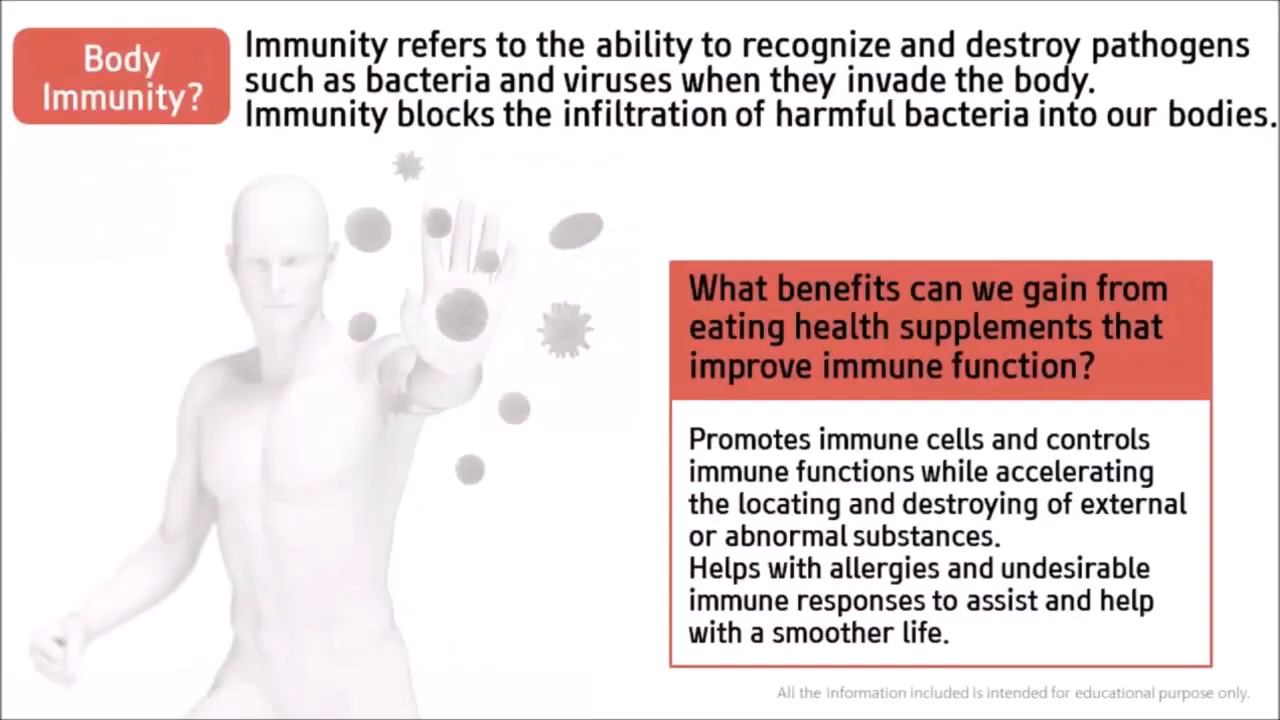 Body
Immunity?
Immunity refers to the ability to recognize and destroy pathogens
such as bacteria and viruses when they invade the body.
Immunity blocks the infiltration of harmful bacteria into our bodies.
What benefits can we gain from
eating health supplements that
improve immune function?
Promotes immune cells and controls
immune functions while accelerating
the locating and destroying of external
or abnormal substances.
Helps with allergies and undesirable
immune responses to assist and help
with a smoother life.
All the information included is intended for educational purpose only.